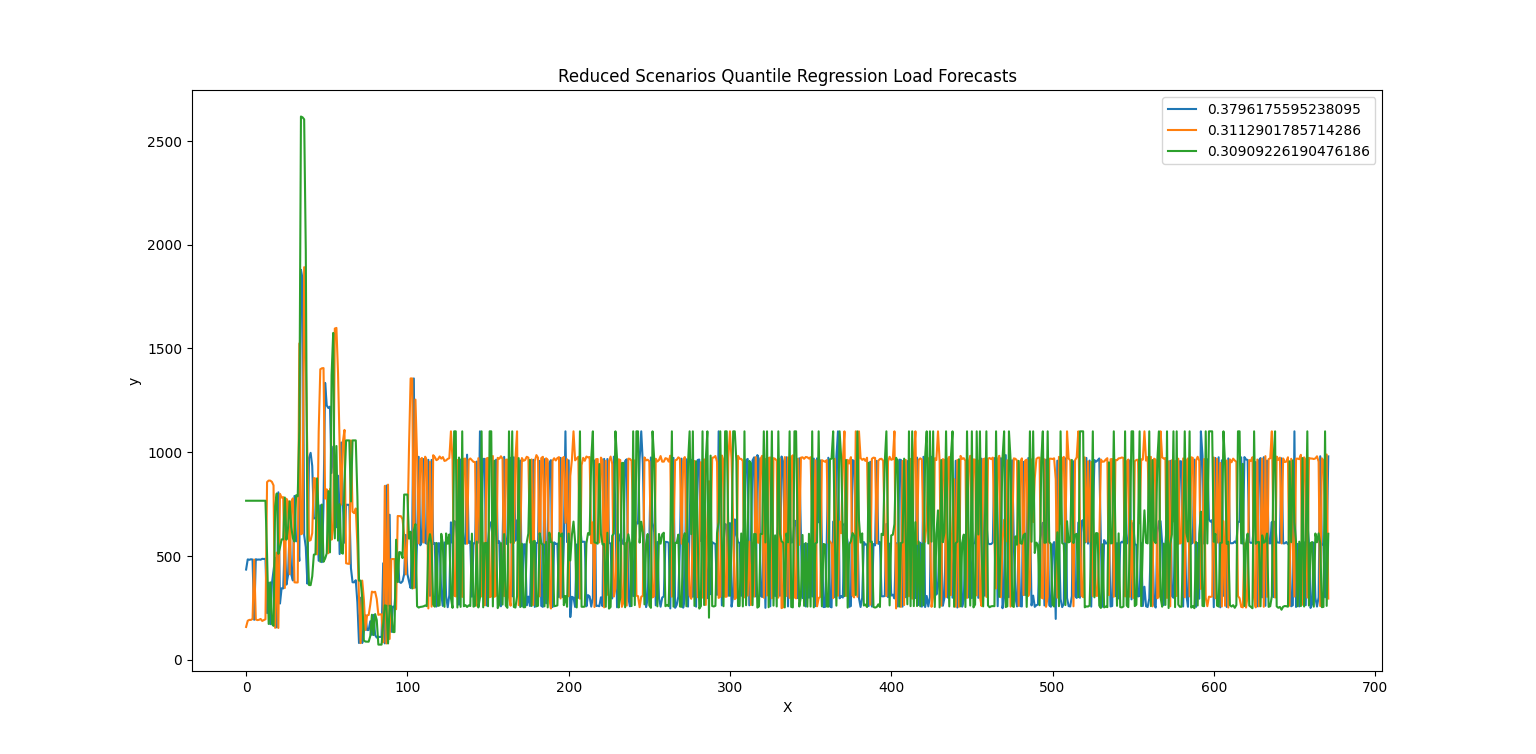 Reduced Scenarios Quantile Regression Load Forecasts
0.3796175595238095
0.3112901785714286
0.30909226190476186
2500
2000
1500
1000
500
0
y
0 100 200 300 400 500 600 700
X